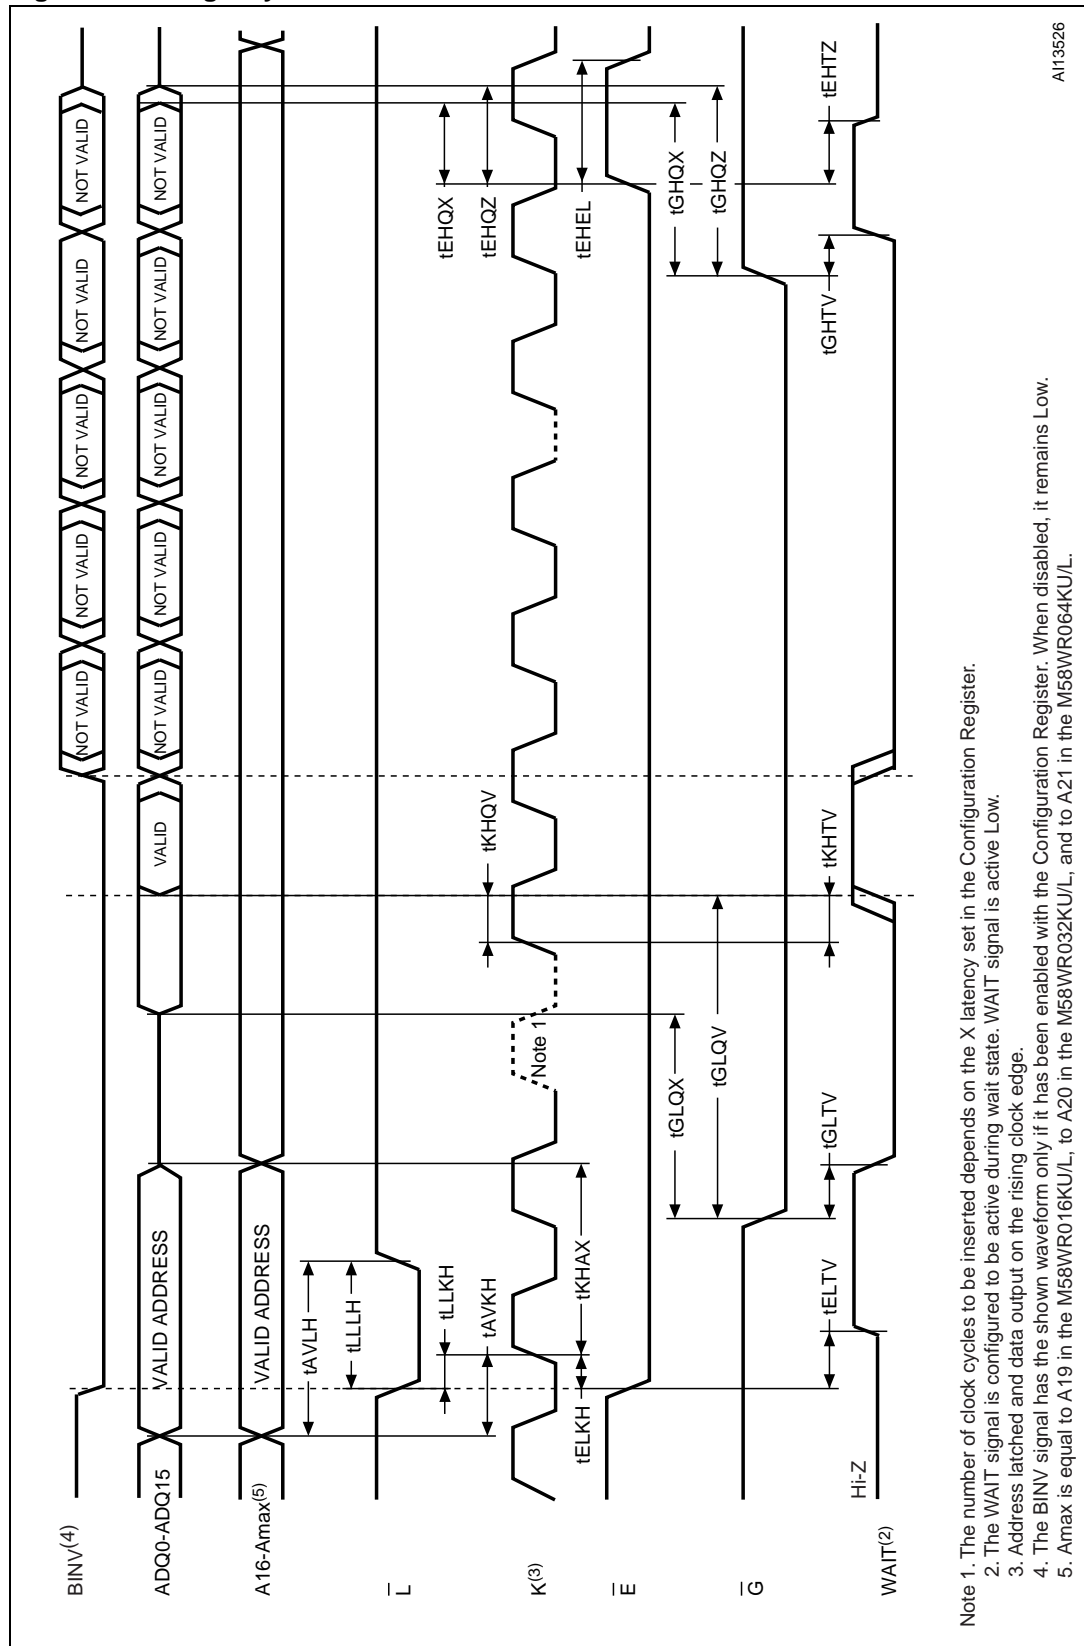 BINV(4)
NOT VALID
NOT VALID
NOT VALID
NOT VALID
NOT VALID
ADQ0-ADQ15
VALID ADDRESS
VALID
NOT VALID
NOT VALID
NOT VALID
NOT VALID
NOT VALID
A16-Amax(5)
VALID ADDRESS
tAVLH
L
tLLLH
tLLKH
tEHQX
tAVKH
tKHQV
tEHQZ
K(3)
Note 1
tELKH
tKHAX
tEHEL
E
tGLQX
tGHQX
tGLQV
tGHQZ
G
tELTV
tGLTV
tKHTV
tGHTV
tEHTZ
Hi-Z
WAIT(2)
Note 1. The number of clock cycles to be inserted depends on the X latency set in the Configuration Register.
2. The WAIT signal is configured to be active during wait state. WAIT signal is active Low.
3. Address latched and data output on the rising clock edge.
4. The BINV signal has the shown waveform only if it has been enabled with the Configuration Register. When disabled, it remains Low.
5. Amax is equal to A19 in the M58WR016KU/L, to A20 in the M58WR032KU/L, and to A21 in the M58WR064KU/L.
AI13526